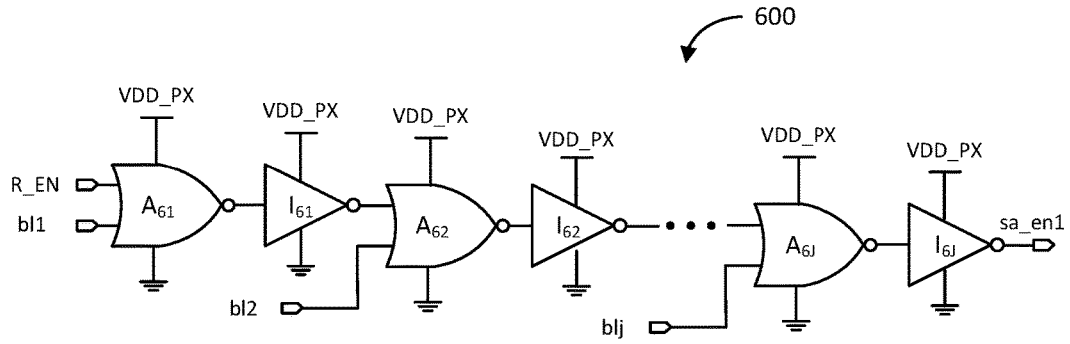 600
VDD_PX
VDD_PX
VDD_PX
VDD_PX
VDD_PX
VDD_PX
R_EN
bl1
A61
I61
A62
I62
A6J
I6J
sa_en1
bl2
blj